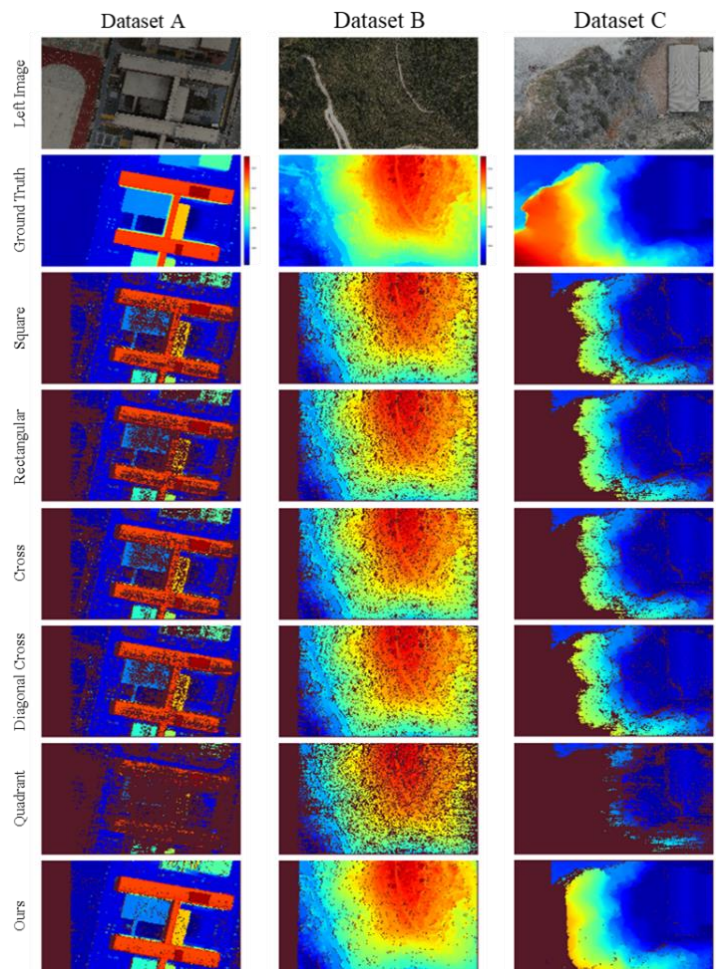 Dataset A
Dataset B
Dataset C
Left Image
Ground Truth
Square
Rectangular
Cross
Diagonal Cross
Quadrant
Ours